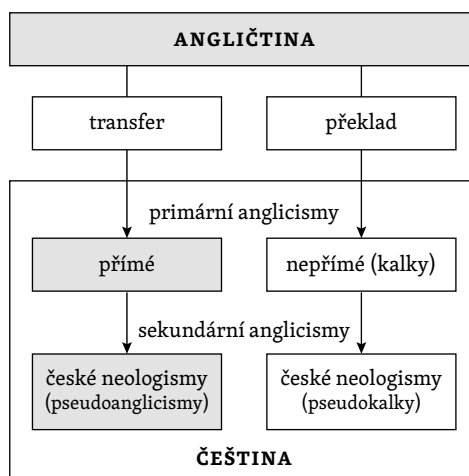 ANGLIČTINA
transfer
překlad
primární anglicismy
přímé
nepřímé (kalky)
sekundární anglicismy
české neologismy
(pseudoanglicismy)
české neologismy
(pseudokalky)
ČEŠTINA